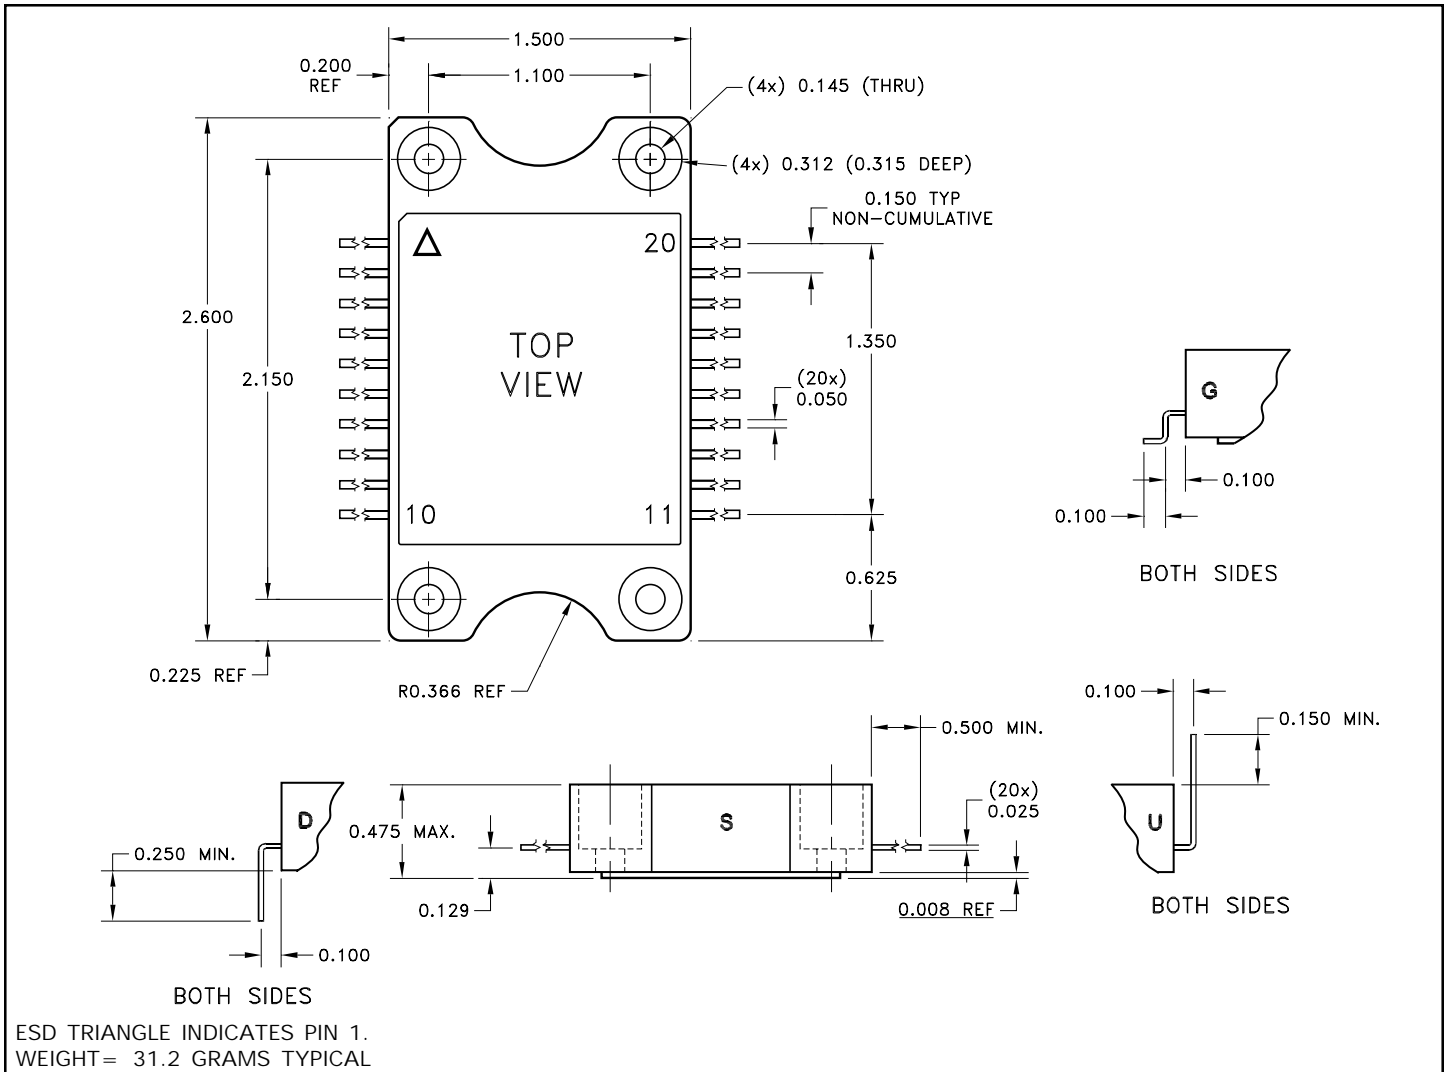 1.500
0.200
REF
1.100
(4x) 0.145 (THRU)
(4x) 0.312 (0.315 DEEP)
0.150 TYP
NON-CUMULATIVE
20
2.600
TOP
VIEW
1.350
2.150
(20x)
0.050
G
0.100
10
11
0.100
BOTH SIDES
0.625
0.225 REF
R0.366 REF
0.100
0.150 MIN.
0.500 MIN.
(20x)
0.025
D
0.475 MAX.
S
U
0.250 MIN.
0.129
0.008 REF
BOTH SIDES
0.100
BOTH SIDES
ESD TRIANGLE INDICATES PIN 1.
WEIGHT= 31.2 GRAMS TYPICAL